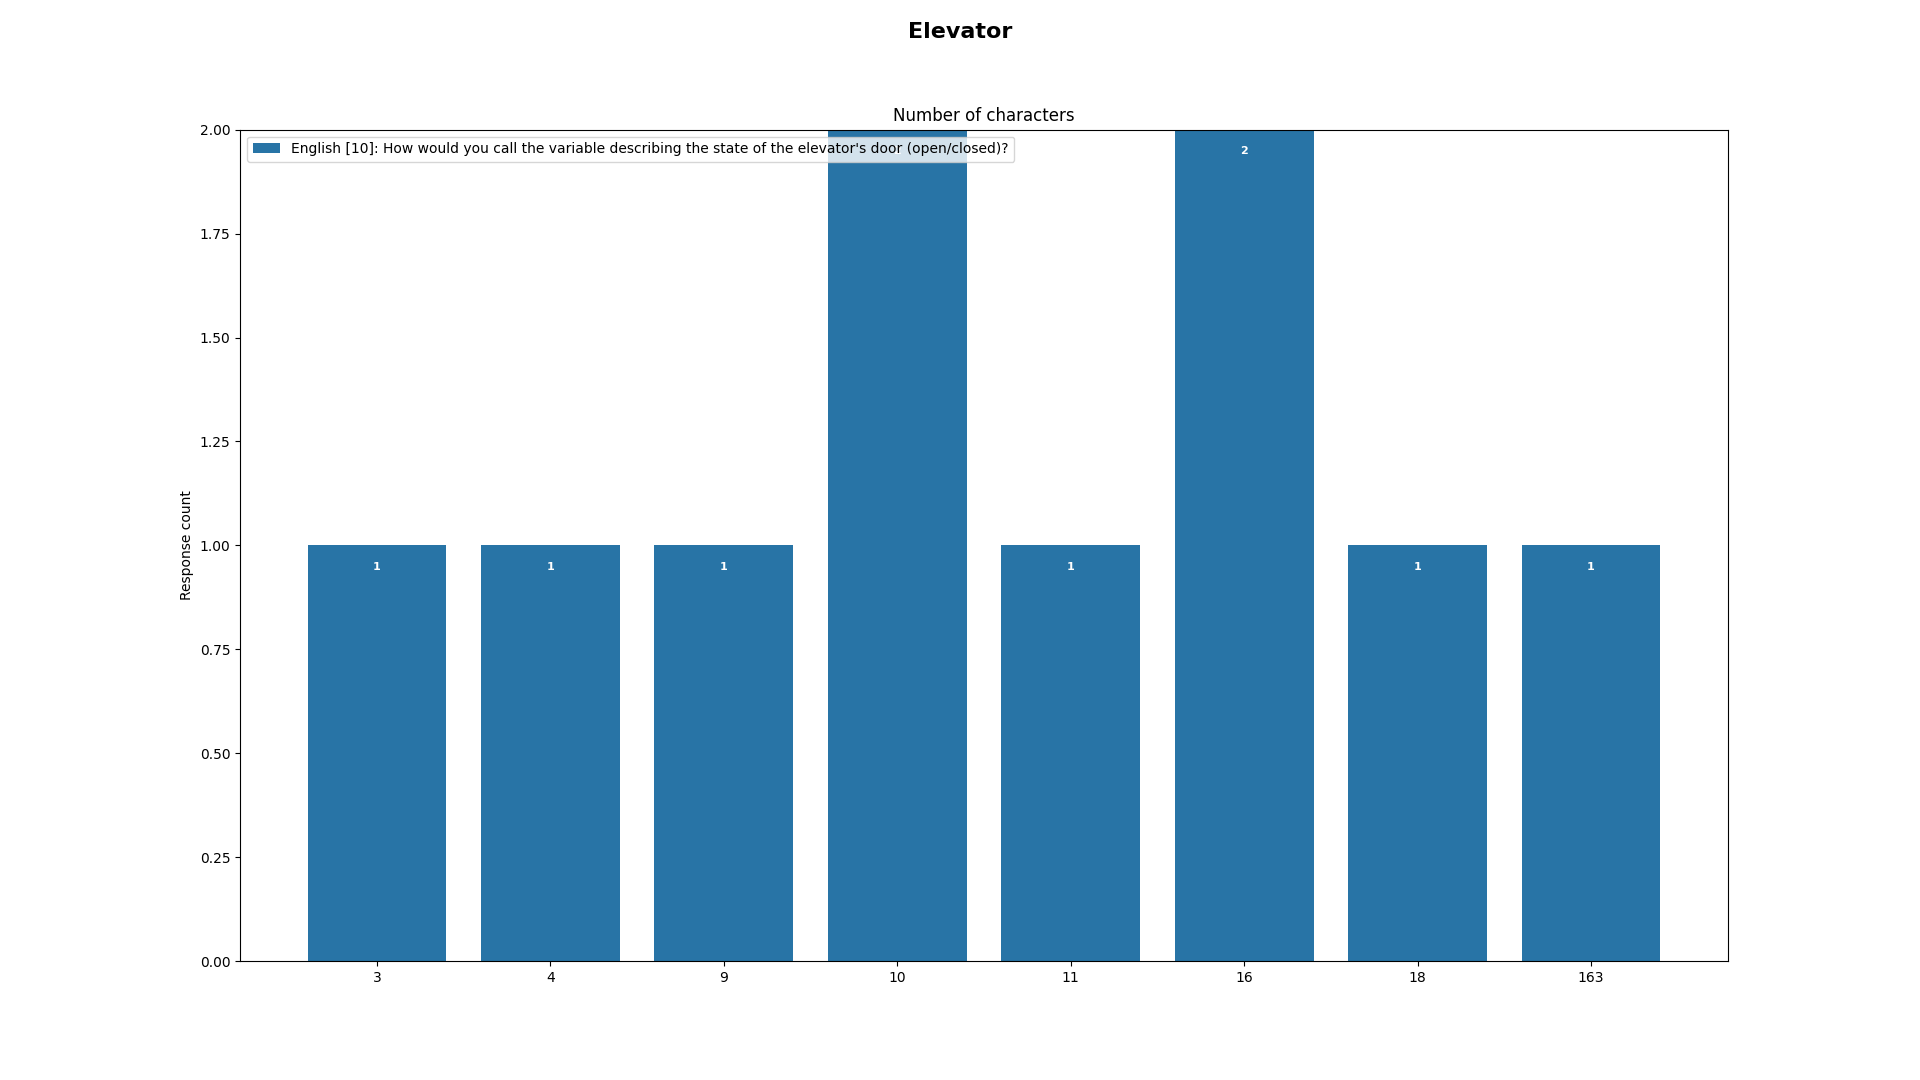 Elevator
Number of characters
English [10]: How would you call the variable describing the state of the elevator's door (open/closed)?
2.00
1.75
1.50
1.25
1.00
0.75
0.50
0.25
0.00
Response count
2
1 1 1 1 1 1
3 4 9 10 11 16 18 163